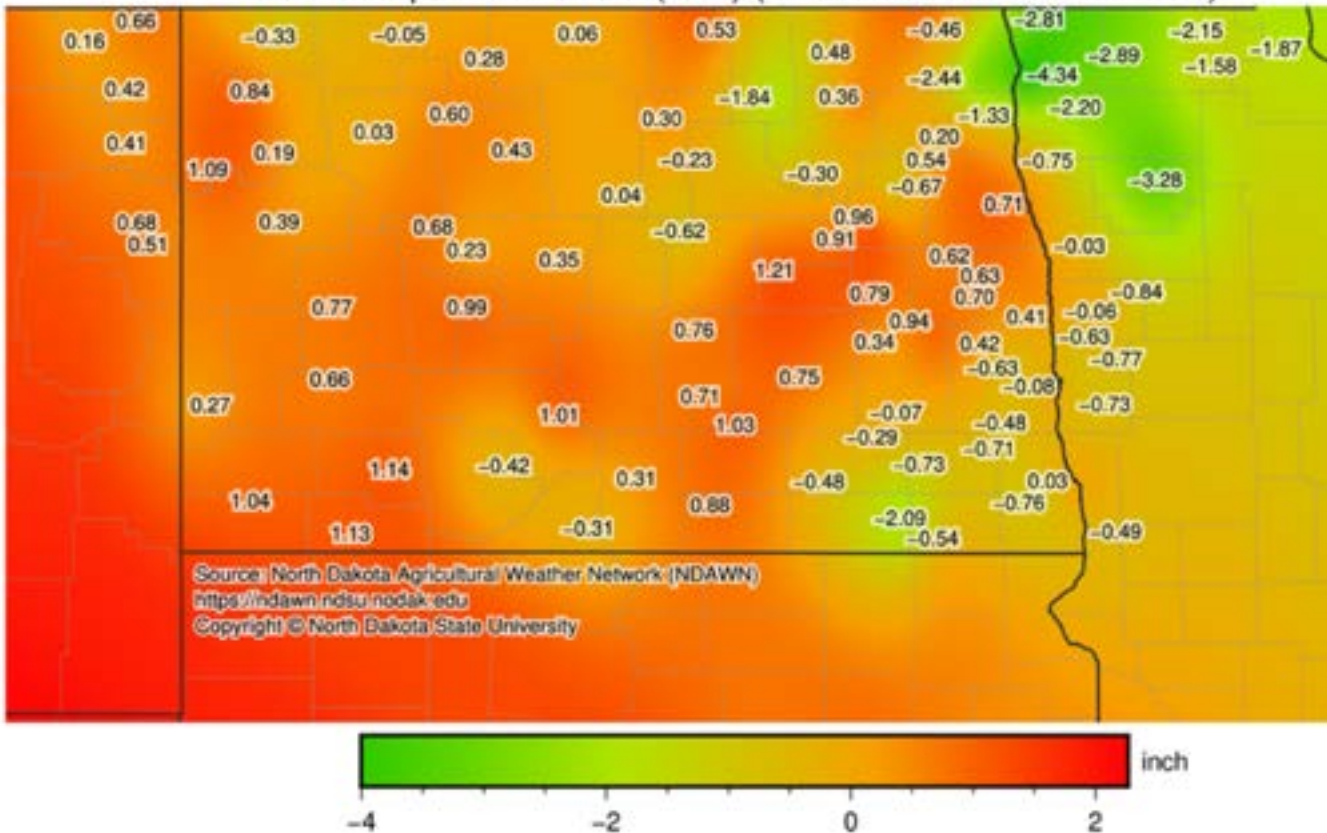 0.66
0.16 −0.33 −0.05 0.06 0.53 −0.46 −2.81 −2.15
0.28 0.48 −2.89 −1.87
−1.58
0.42 0.84 −2.44 −4.34
−1.84 0.36
0.60 0.30 −1.33 −2.20
0.03 0.20
0.41 0.19 0.43
1.09 −0.23 0.54 −0.75
−0.30 −0.67 −3.28
0.04 0.71
0.68 0.39 0.68 −0.62 0.96
0.51 0.23 0.35 0.91 −0.03
1.21 0.62
0.63
0.77 0.99 0.79 0.70 −0.84
0.76 0.94 0.41 −0.06
0.34 0.42 −0.63
0.66 0.75 −0.63 −0.77
−0.08
0.27 0.71 −0.73
1.01 1.03 −0.07 −0.48
−0.29 −0.71
1.14 −0.42 0.31 −0.48 −0.73 0.03
1.04 0.88 −0.76
1.13 −0.31 −2.09 −0.49
−0.54
Source: North Dakota Agricultural Weather Network (NDAWN)
https://ndawn.ndsu.nodak.edu
Copyright © North Dakota State University
inch
−4 −2 0 2